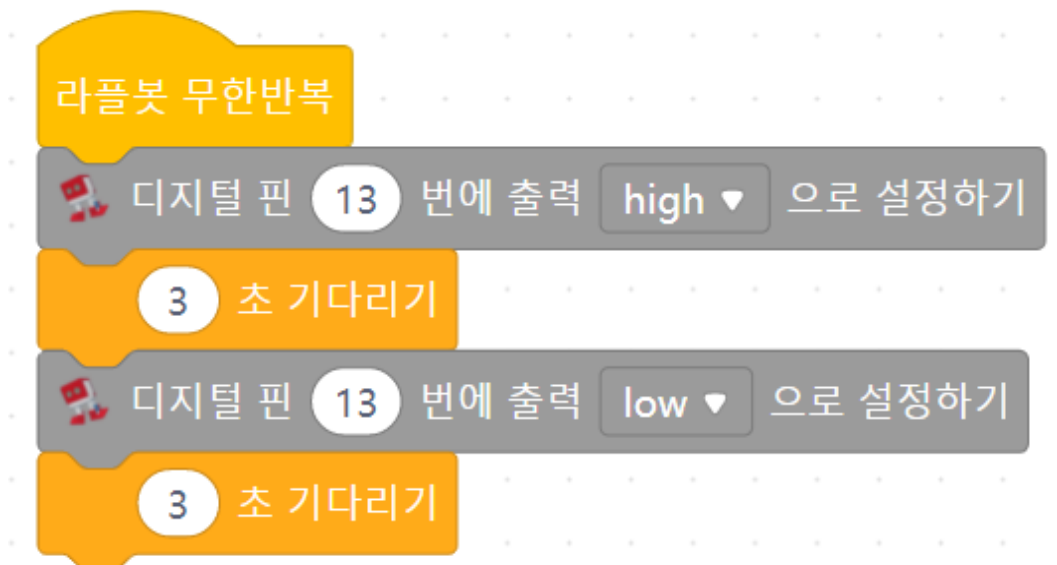 라플봇 무한반복
디지털 핀 13 번에 출력 high 으로 설정하기
3 초 기다리기
디지털 핀 13 번에 출력 low 으로 설정하기
3 초 기다리기